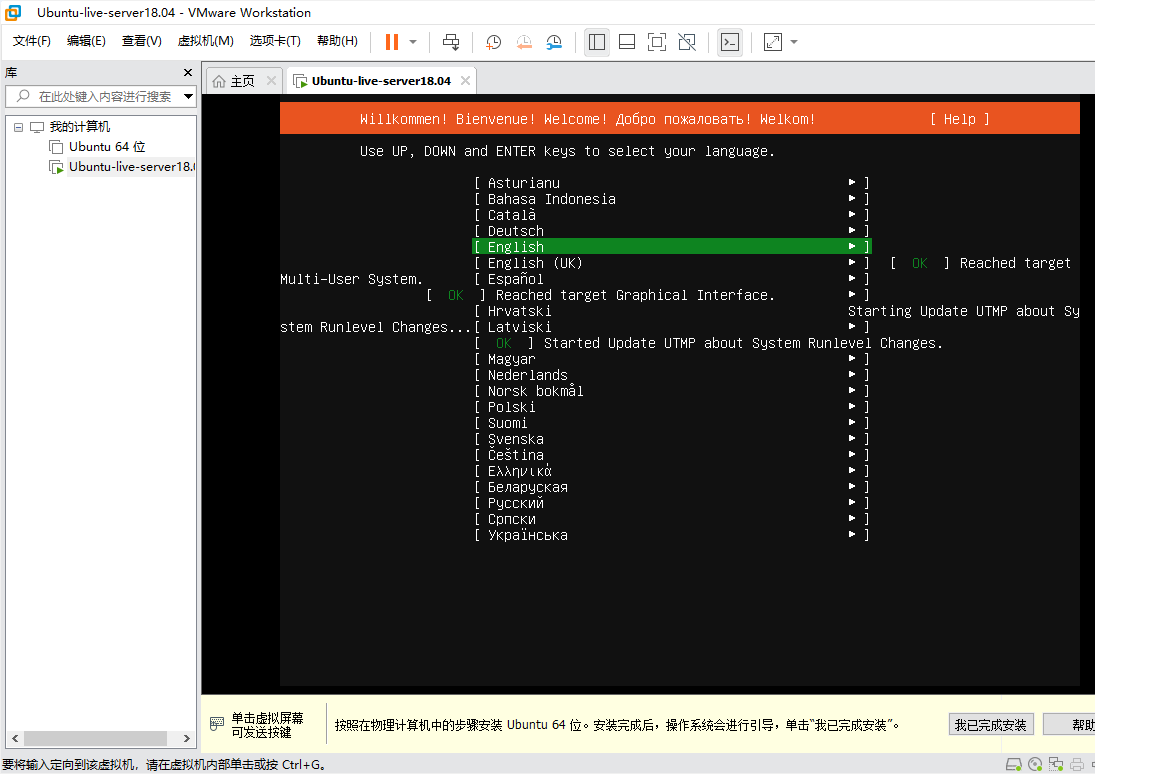 Ubuntu-live-server18.04 - VMware Workstation
文件(F) 编辑(E) 查看(V) 虚拟机(M) 选项卡(T) 帮助(H)
库
在此处键入内容进行搜索
我的计算机
Ubuntu 64 位
Ubuntu-live-server18.0
主页 Ubuntu-live-server18.04
Willkommen! Bienvenue! Welcome! Добро пожаловать! Welkom! [ Help ]
Use UP, DOWN and ENTER keys to select your language.
[ Asturianu ► ]
[ Bahasa Indonesia ► ]
[ Català ► ]
[ Deutsch ► ]
[ English ► ]
[ English (UK) ► ] [ OK ] Reached target
Multi-User System. [ Español ► ]
[ OK ] Reached target Graphical Interface. ► ]
[ Hrvatski Starting Update UTMP about Sy
stem Runlevel Changes...[ Latviski ► ]
[ OK ] Started Update UTMP about System Runlevel Changes.
[ Magyar ► ]
[ Nederlands ► ]
[ Norsk bokmål ► ]
[ Polski ► ]
[ Suomi ► ]
[ Svenska ► ]
[ Čeština ► ]
[ Ελληνικά ► ]
[ Беларуская ► ]
[ Русский ► ]
[ Српски ► ]
[ Українська ► ]
单击虚拟屏幕
可发送按键
按照在物理计算机中的步骤安装 Ubuntu 64 位。安装完成后，操作系统会进行引导，单击“我已完成安装”。
我已完成安装 帮助
要将输入定向到该虚拟机，请在虚拟机内部单击或按 Ctrl+G。